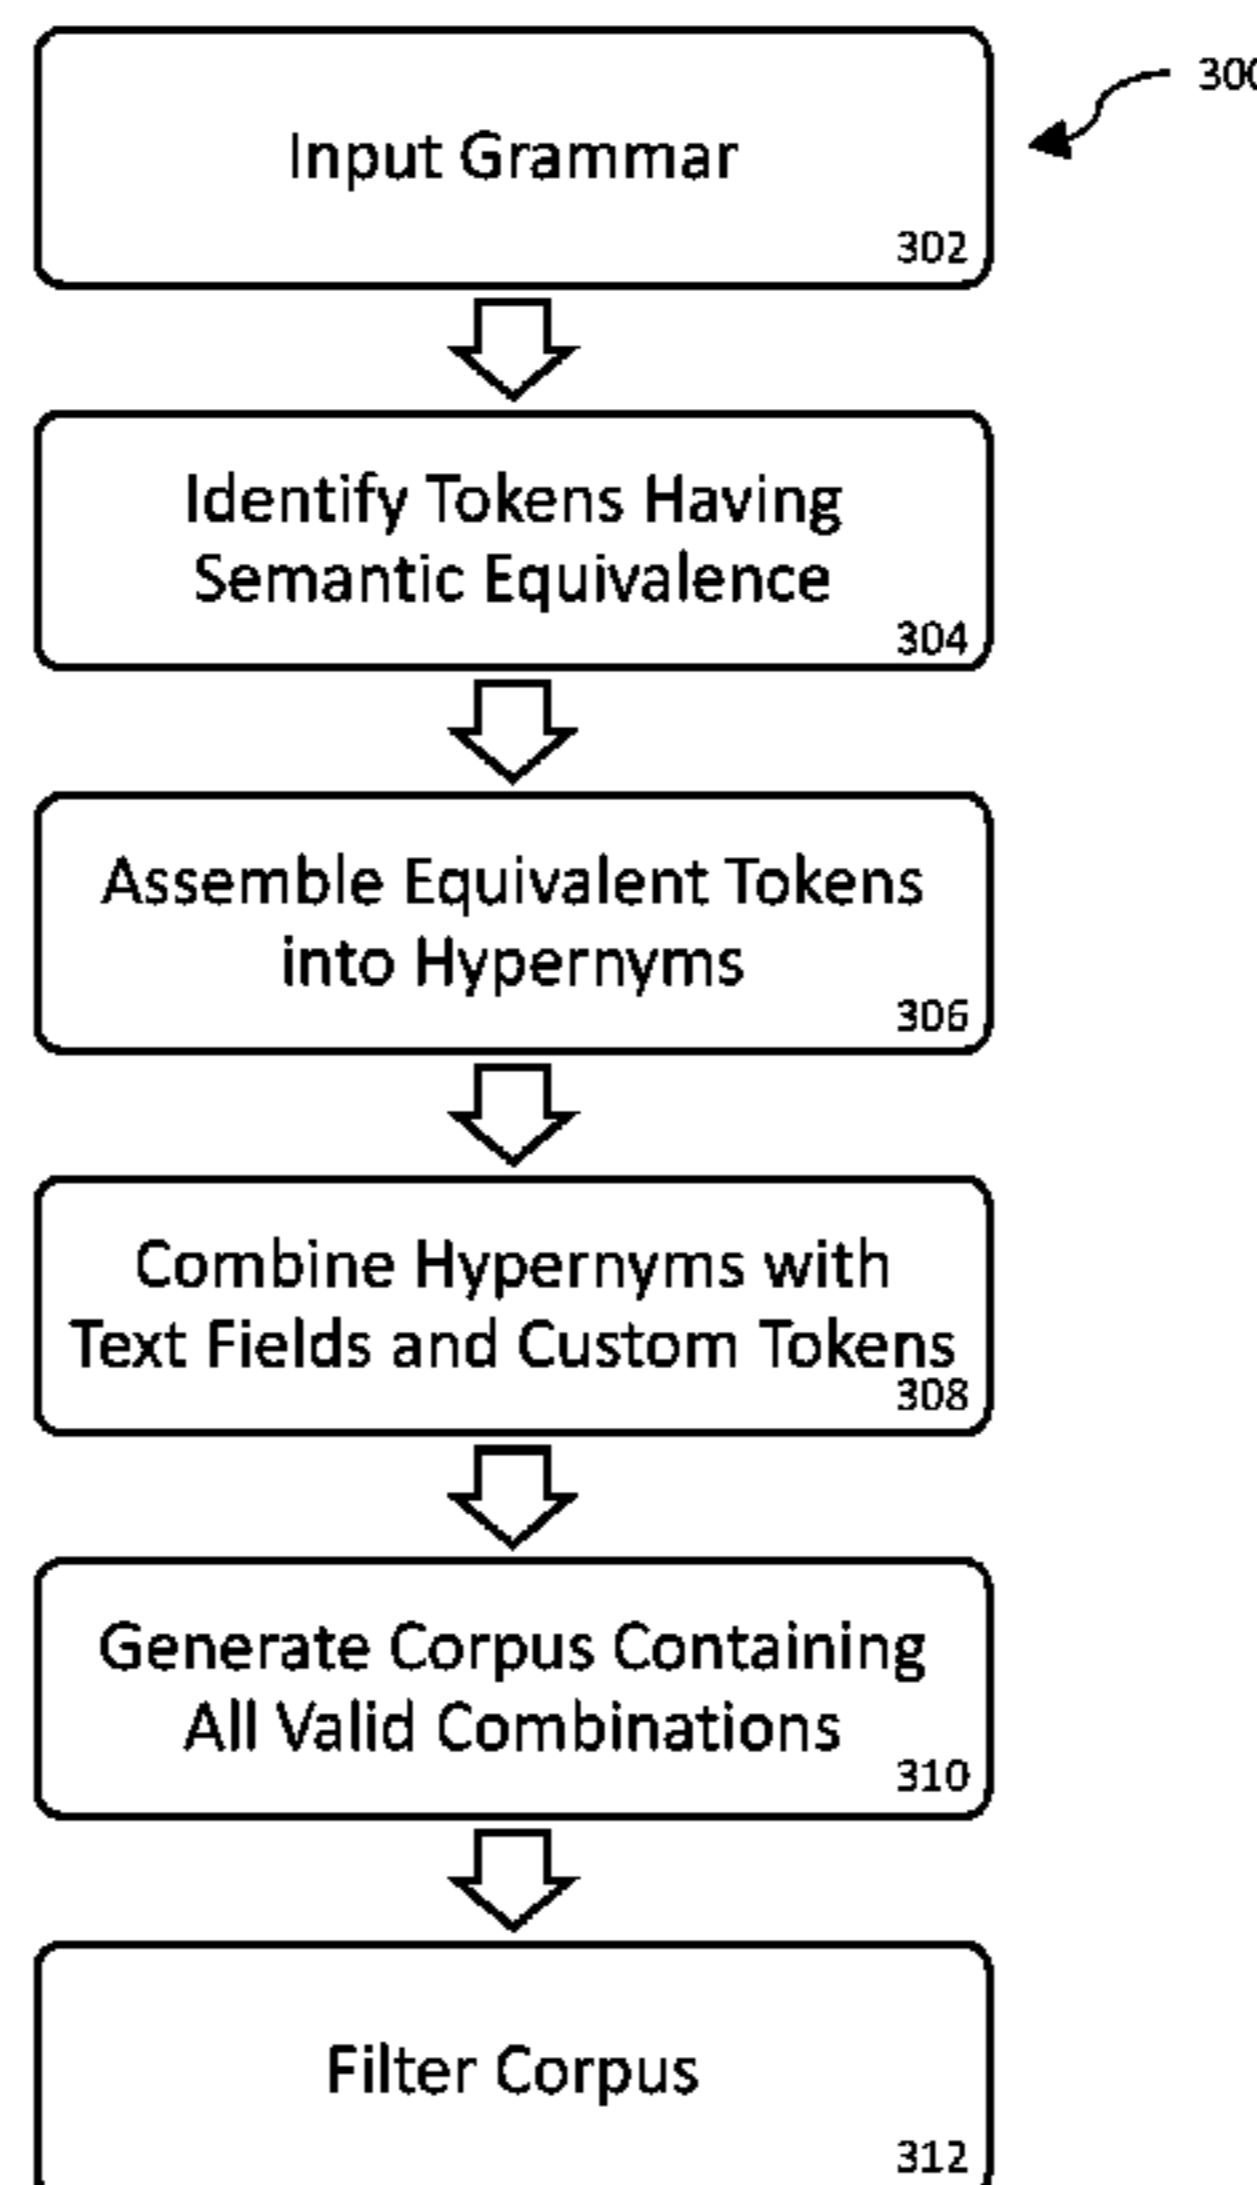 Input Grammar
302
300
Identify Tokens Having
Semantic Equivalence
304
Assemble Equivalent Tokens
into Hypernyms
306
Combine Hypernyms with
Text Fields and Custom Tokens
308
Generate Corpus Containing
All Valid Combinations
310
Filter Corpus
312